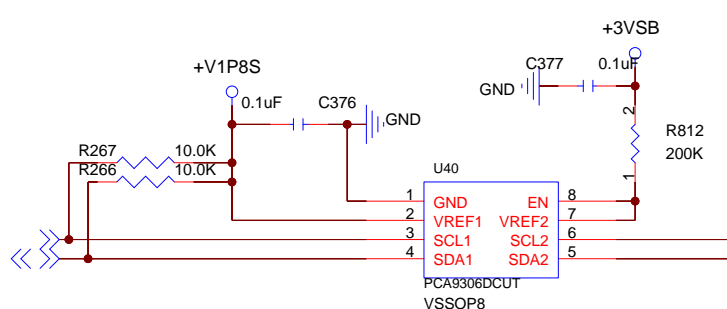 +3VSB
+V1P8S
C377
0.1uF
GND
0.1uF
C376
GND
2
R812
200K
1
R267
10.0K
R266
10.0K
U40
1
GND
EN
8
2
VREF1
VREF2
7
3
SCL1
SCL2
6
4
SDA1
SDA2
5
PCA9306DCUT
VSSOP8